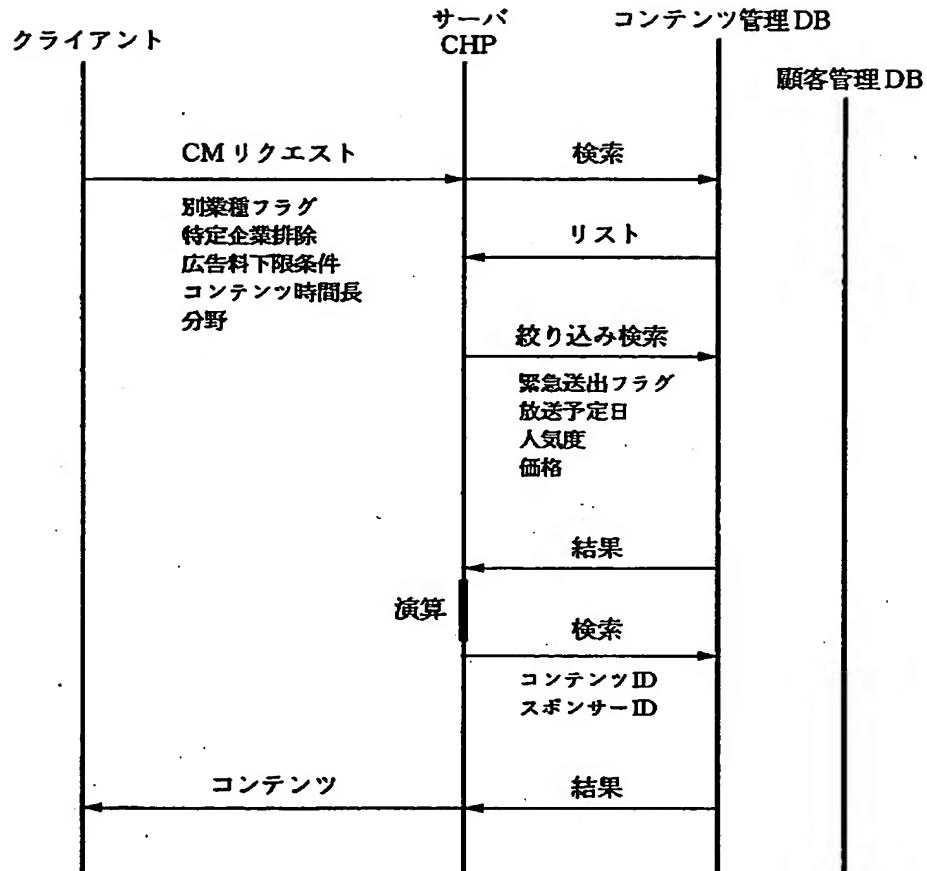 クライアント
サーバ
CHP
コンテンツ管理DB
顧客管理DB
CMリクエスト
検索
別業種フラグ
特定企業排除
広告料下限条件
コンテンツ時間長
分野
リスト
絞り込み検索
緊急送出フラグ
放送予定日
人気度
価格
結果
演算
検索
コンテンツID
スポンサーID
コンテンツ
結果